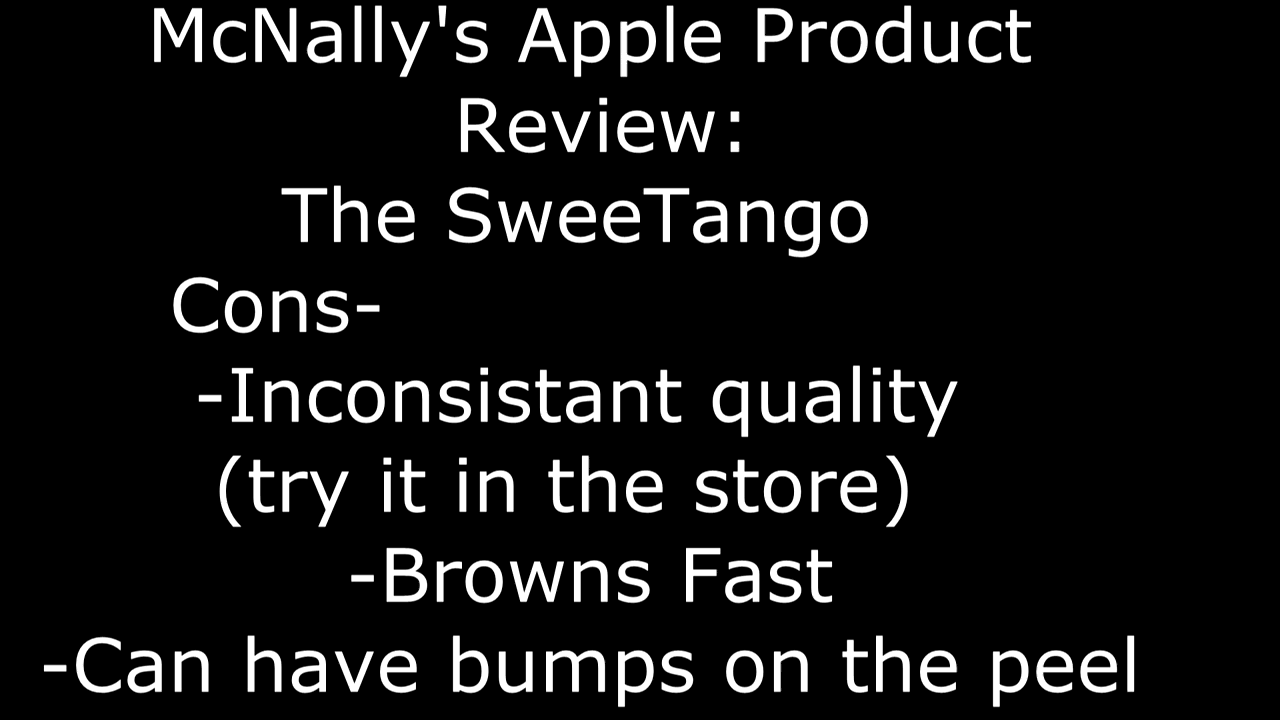 McNally's Apple Product
Review:
The SweeTango
Cons-
-Inconsistant quality
(try it in the store)
-Browns Fast
-Can have bumps on the peel